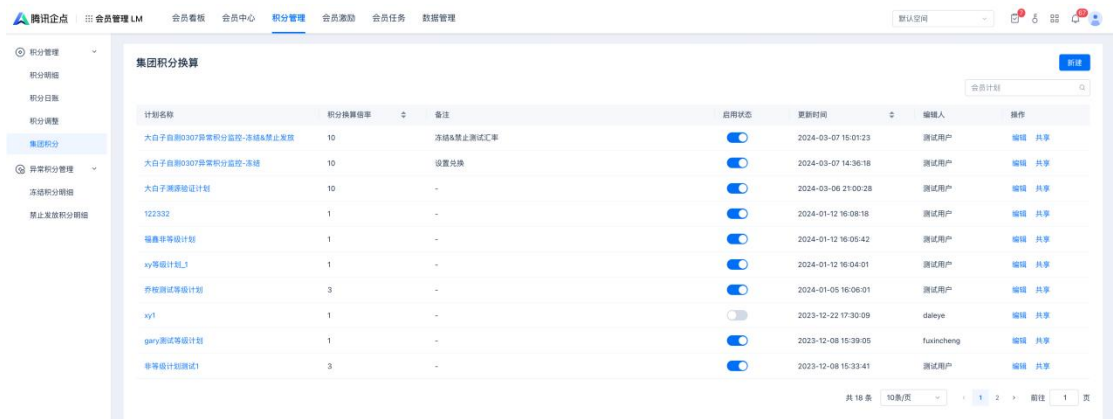 腾讯企点 会员管理 LM 会员看板 会员中心 积分管理 会员激励 会员任务 数据管理 默认空间 7 67
积分管理
积分明细
积分日账
积分调整
集团积分
异常积分管理
冻结积分明细
禁止发放积分明细
集团积分换算 新建
会员计划
计划名称 积分换算倍率 备注 启用状态 更新时间 编辑人 操作
大白子自测0307异常积分监控-冻结&禁止发放 10 冻结&禁止测试汇率 2024-03-07 15:01:23 测试用户 编辑 共享
大白子自测0307异常积分监控-冻结 10 设置兑换 2024-03-07 14:36:18 测试用户 编辑 共享
大白子溯源验证计划 10 - 2024-03-06 21:00:28 测试用户 编辑 共享
122332 1 - 2024-01-12 16:08:18 测试用户 编辑 共享
福鑫非等级计划 1 - 2024-01-12 16:05:42 测试用户 编辑 共享
xy等级计划_1 1 - 2024-01-12 16:04:01 测试用户 编辑 共享
乔桉测试等级计划 3 - 2024-01-05 16:06:01 测试用户 编辑 共享
xy1 1 - 2023-12-22 17:30:09 daleye 编辑 共享
gary测试等级计划 1 - 2023-12-08 15:39:05 fuxincheng 编辑 共享
非等级计划测试1 3 - 2023-12-08 15:33:41 测试用户 编辑 共享
共 18 条 10条/页 1 2 前往 1 页